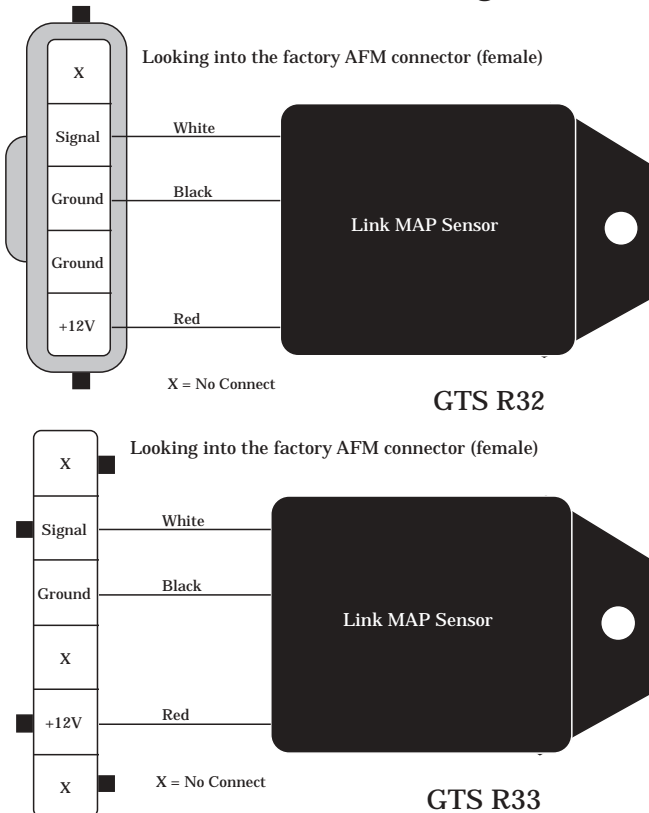 Looking into the factory AFM connector (female)
X
Signal
White
Ground
Black
Link MAP Sensor
Ground
+12V
Red
X = No Connect
GTS R32
Looking into the factory AFM connector (female)
X
Signal
White
Ground
Black
Link MAP Sensor
X
+12V
Red
X
X = No Connect
GTS R33